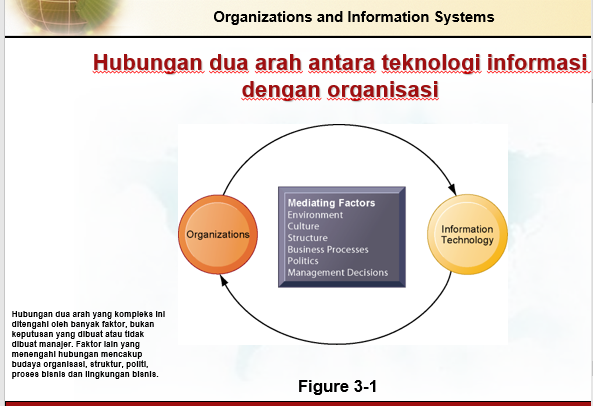 Organizations and Information Systems
Hubungan dua arah antara teknologi informasi
dengan organisasi
Organizations
Mediating Factors
Environment
Culture
Structure
Business Processes
Politics
Management Decisions
Information
Technology
Hubungan dua arah yang kompleks ini
ditengahi oleh banyak faktor, bukan
keputusan yang dibuat atau tidak
dibuat manajer. Faktor lain yang
menengahi hubungan mencakup
budaya organisasi, struktur, politi,
proses bisnis dan lingkungan bisnis.
Figure 3-1